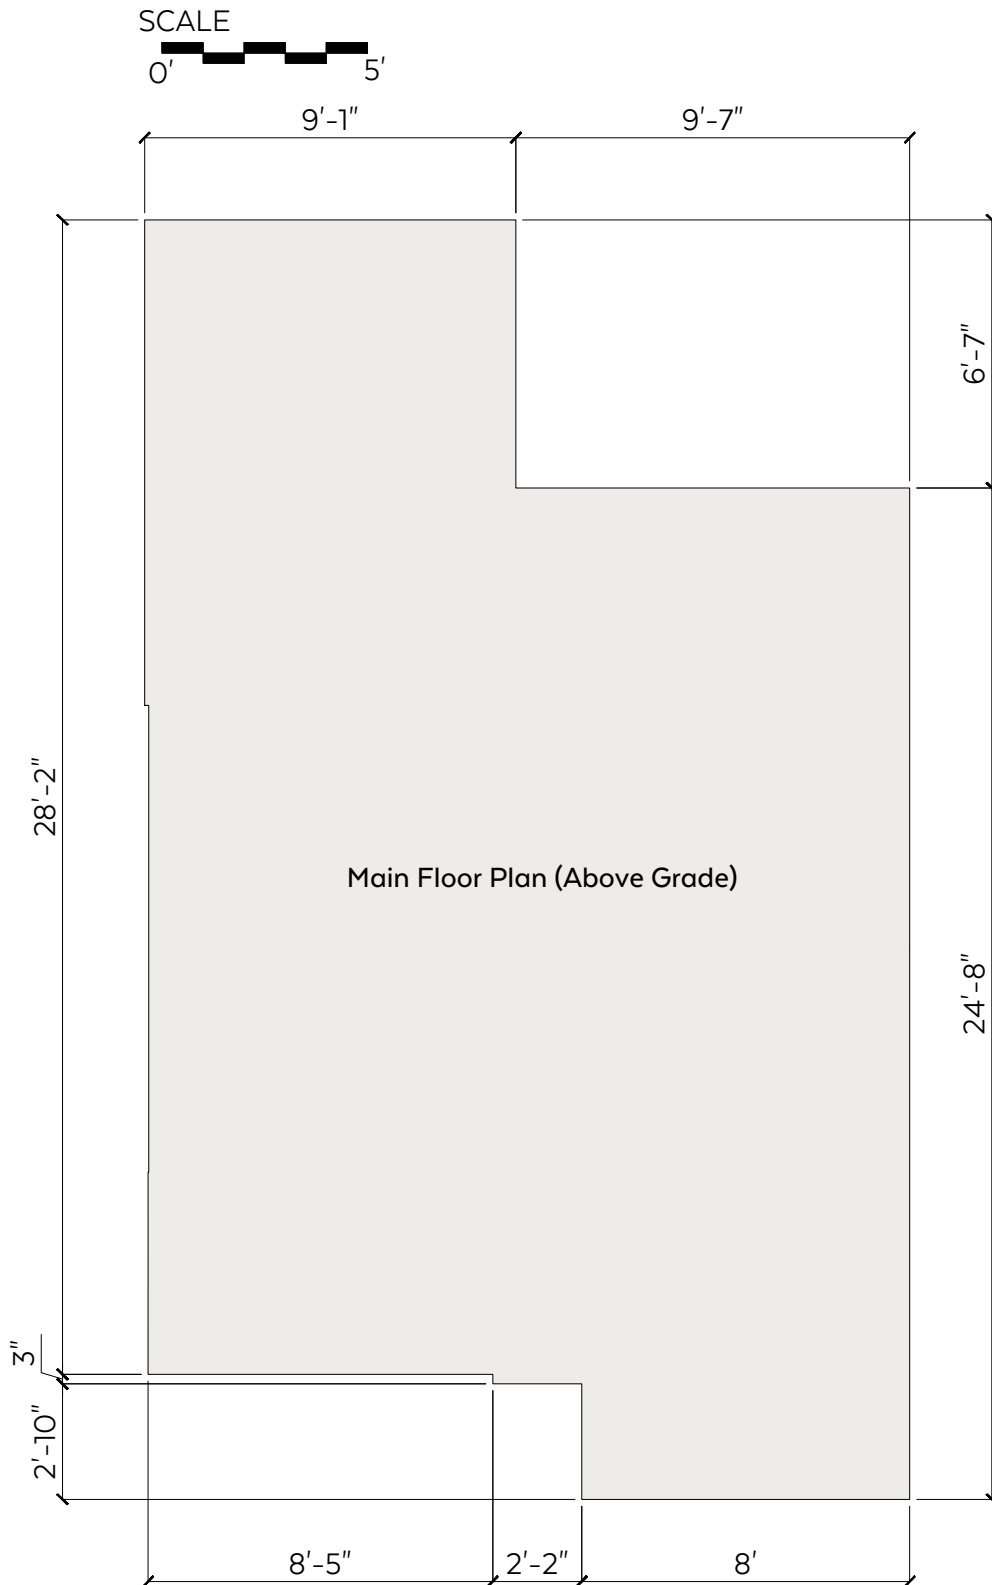 SCALE
0' 5'
9'-1" 9'-7"
6'-7"
28'-2"
Main Floor Plan (Above Grade)
24'-8"
3"
2'-10"
8'-5" 2'-2" 8'